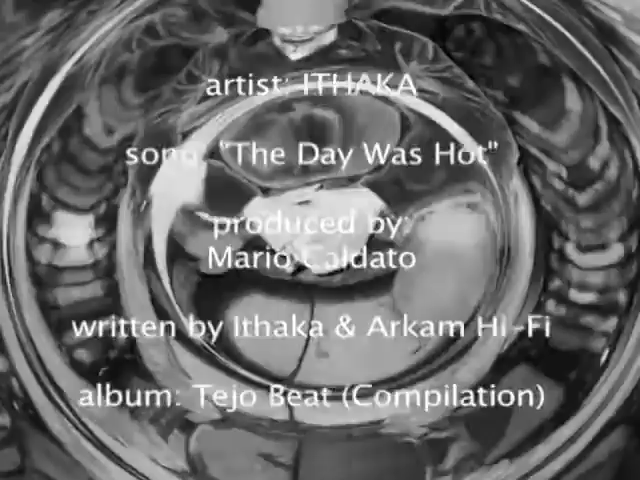 artist: ITHAKA
song: "The Day Was Hot"
produced by:
Mario Caldato
written by Ithaka & Arkam Hi-Fi
album: Tejo Beat (Compilation)